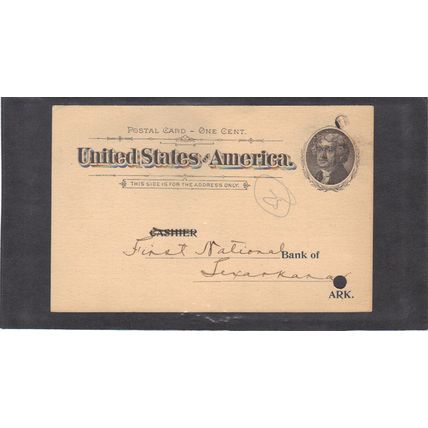 POSTAL CARD – ONE CENT.
United States of America.
THIS SIDE IS FOR THE ADDRESS ONLY.
CASHIER
First National Bank of
Texarkana
ARK.